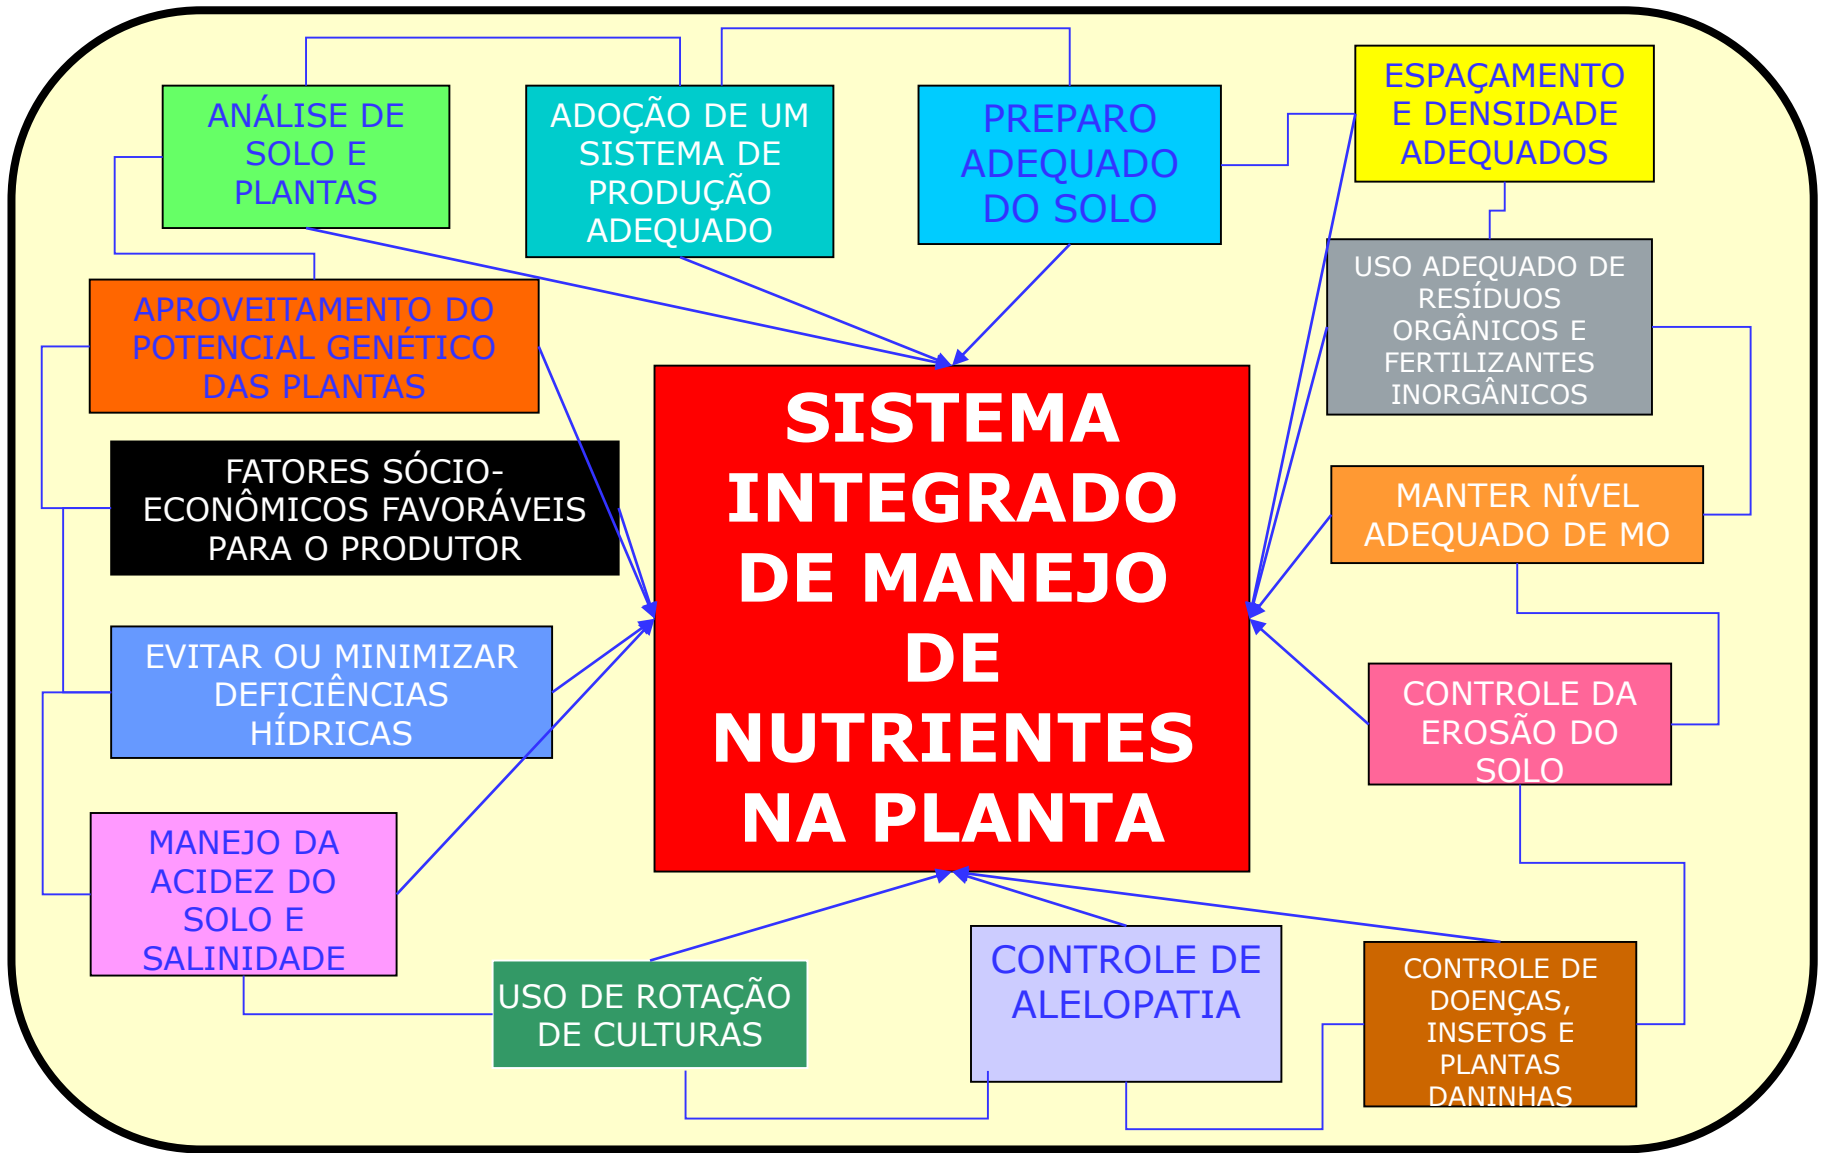 ANÁLISE DE
SOLO E
PLANTAS
ADOÇÃO DE UM
SISTEMA DE
PRODUÇÃO
ADEQUADO
PREPARO
ADEQUADO
DO SOLO
ESPAÇAMENTO
E DENSIDADE
ADEQUADOS
USO ADEQUADO DE
RESÍDUOS
ORGÂNICOS E
FERTILIZANTES
INORGÂNICOS
APROVEITAMENTO DO
POTENCIAL GENÉTICO
DAS PLANTAS
FATORES SÓCIO-
ECONÔMICOS FAVORÁVEIS
PARA O PRODUTOR
SISTEMA
INTEGRADO
DE MANEJO
DE
NUTRIENTES
NA PLANTA
MANTER NÍVEL
ADEQUADO DE MO
EVITAR OU MINIMIZAR
DEFICIÊNCIAS
HÍDRICAS
CONTROLE DA
EROSÃO DO
SOLO
MANEJO DA
ACIDEZ DO
SOLO E
SALINIDADE
USO DE ROTAÇÃO
DE CULTURAS
CONTROLE DE
ALELOPATIA
CONTROLE DE
DOENÇAS,
INSETOS E
PLANTAS
DANINHAS